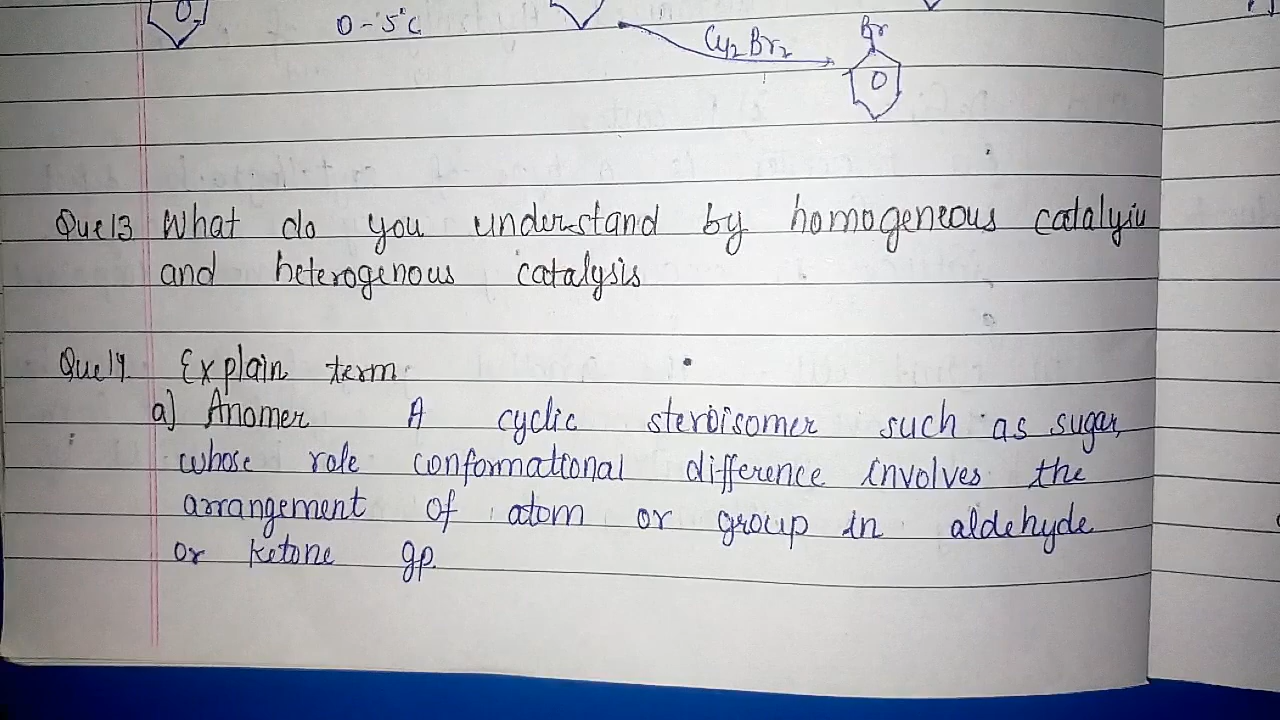 O
0-5°C
Cu2Br2
Br
O
Que13 What do you understand by homogeneous catalysis
and heterogenous catalysis
Que14. Explain term.
a) Anomer A cyclic steroisomer such as sugar,
whose role conformational difference involves the
arrangement of atom or group in aldehyde
or ketone gp.